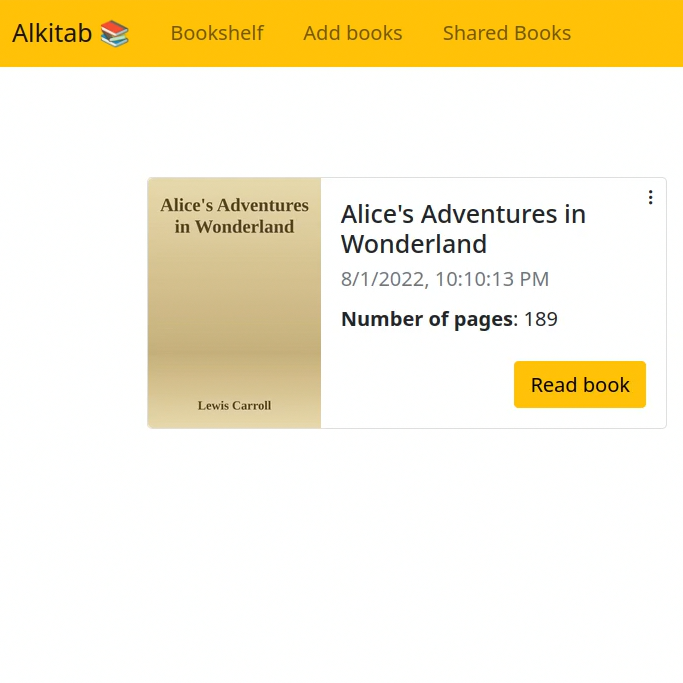 Alkitab 📚 Bookshelf Add books Shared Books
Alice's Adventures
in Wonderland
Lewis Carroll
Alice's Adventures in
Wonderland
8/1/2022, 10:10:13 PM
Number of pages: 189
Read book